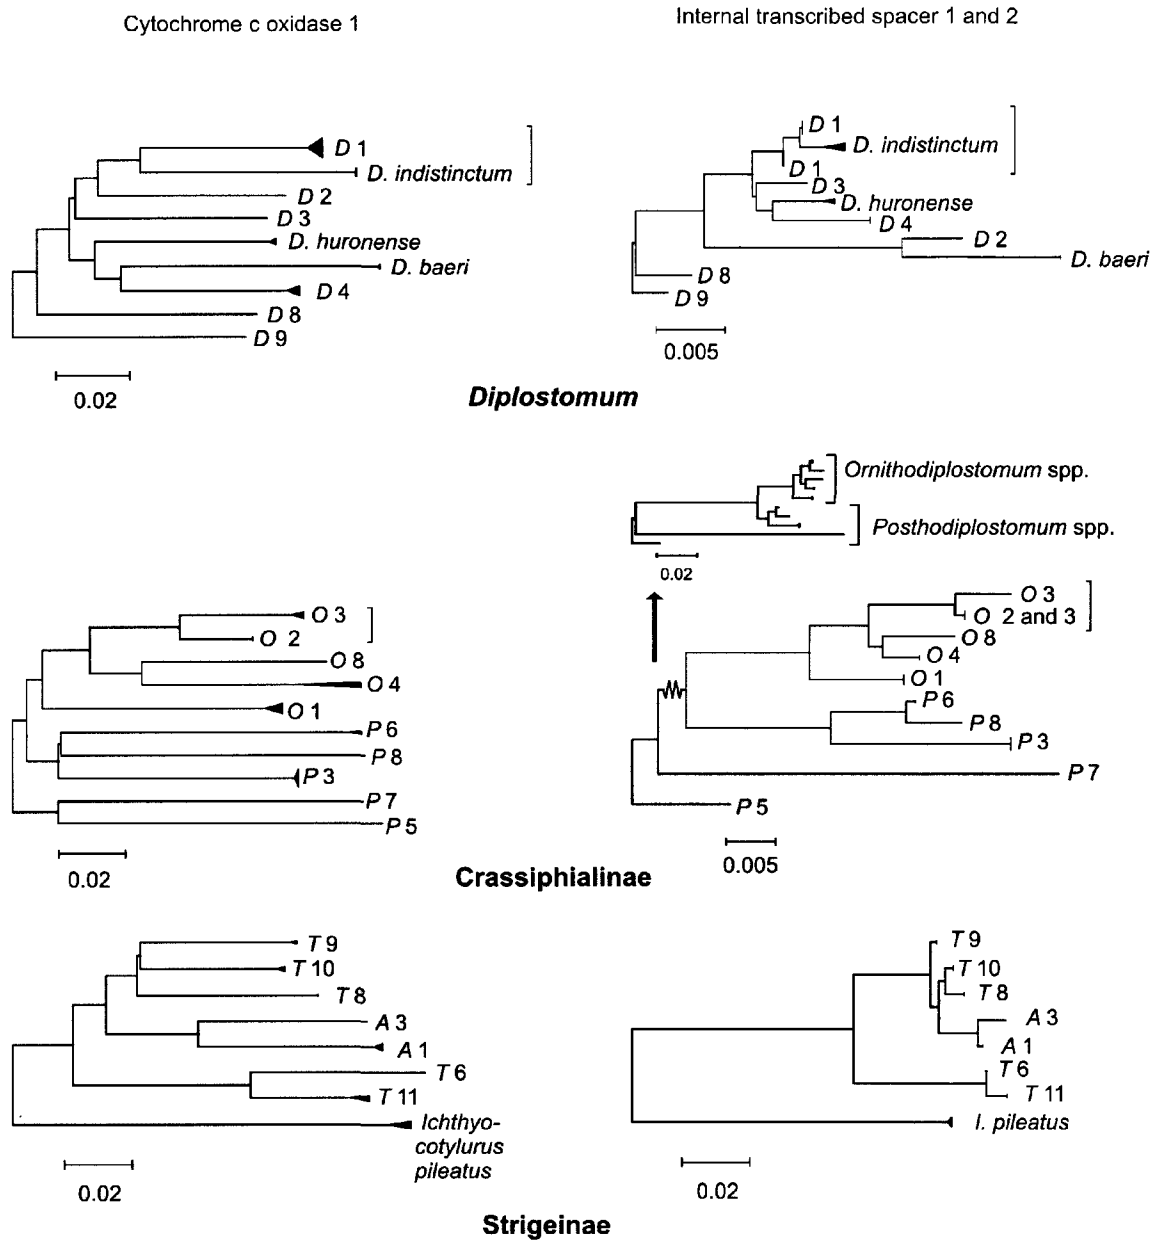 Cytochrome c oxidase 1
Internal transcribed spacer 1 and 2
D 1
D. indistinctum
D 2
D 3
D. huronense
D. baeri
D 4
D 8
D 9
0.02
D 1
D. indistinctum
D 1
D 3
D. huronense
D 4
D 2
D. baeri
D 8
D 9
0.005
Diplostomum
Ornithodiplostomum spp.
Posthodiplostomum spp.
0.02
O 3
O 2
O 8
O 4
O 1
P 6
P 8
P 3
P 7
P 5
0.02
O 3
O 2 and 3
O 8
O 4
O 1
P 6
P 8
P 3
P 7
P 5
0.005
Crassiphialinae
T 9
T 10
T 8
A 3
A 1
T 6
T 11
Ichthyo-
cotylurus
pileatus
0.02
T 9
T 10
T 8
A 3
A 1
T 6
T 11
I. pileatus
0.02
Strigeinae